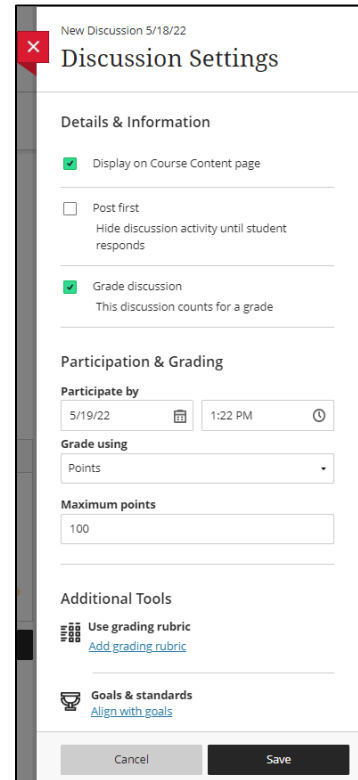 New Discussion 5/18/22
Discussion Settings
Details & Information
Display on Course Content page
Post first
Hide discussion activity until student
responds
Grade discussion
This discussion counts for a grade
Participation & Grading
Participate by
5/19/22 1:22 PM
Grade using
Points
Maximum points
100
Additional Tools
Use grading rubric
Add grading rubric
Goals & standards
Align with goals
Cancel Save